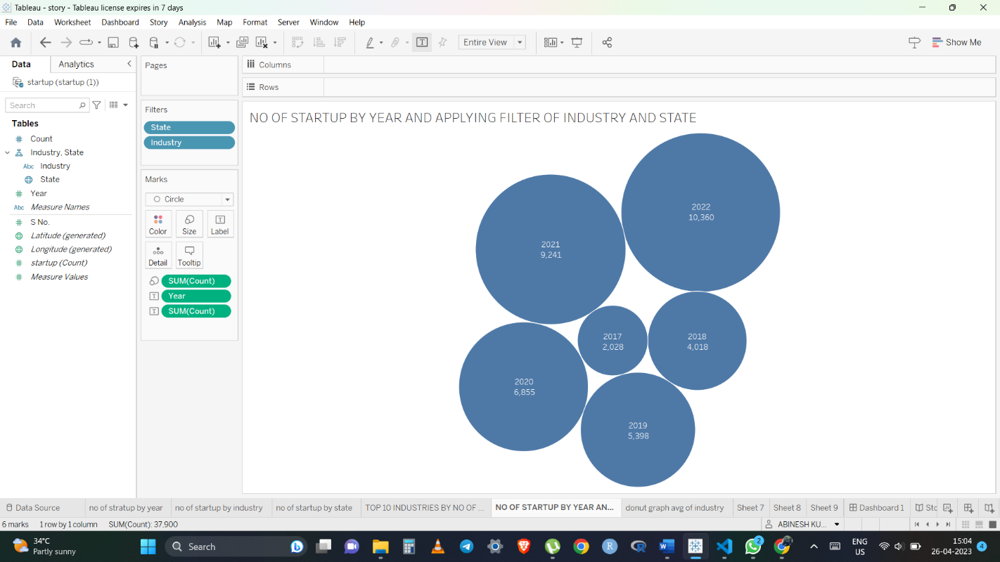 Tableau - story - Tableau license expires in 7 days
File Data Worksheet Dashboard Story Analysis Map Format Server Window Help
Entire View
Show Me
Data Analytics
startup (startup (1))
Search
Tables
Count
Industry, State
Abc Industry
State
Year
Abc Measure Names
S No.
Latitude (generated)
Longitude (generated)
startup (Count)
Measure Values
Pages
Filters
State
Industry
Marks
Circle
Color Size Label
Detail Tooltip
SUM(Count)
Year
SUM(Count)
Columns
Rows
NO OF STARTUP BY YEAR AND APPLYING FILTER OF INDUSTRY AND STATE
2022
10,360
2021
9,241
2017
2,028
2018
4,018
2020
6,855
2019
5,398
Data Source no of stratup by year no of startup by industry no of startup by state TOP 10 INDUSTRIES BY NO OF ... NO OF STARTUP BY YEAR AN... donut graph avg of industry Sheet 7 Sheet 8 Sheet 9 Dashboard 1 Stc
6 marks 1 row by 1 column SUM(Count): 37.900 ABINESH KU...
34°C
Partly sunny
Search
2
ENG
US
15:04
26-04-2023
4